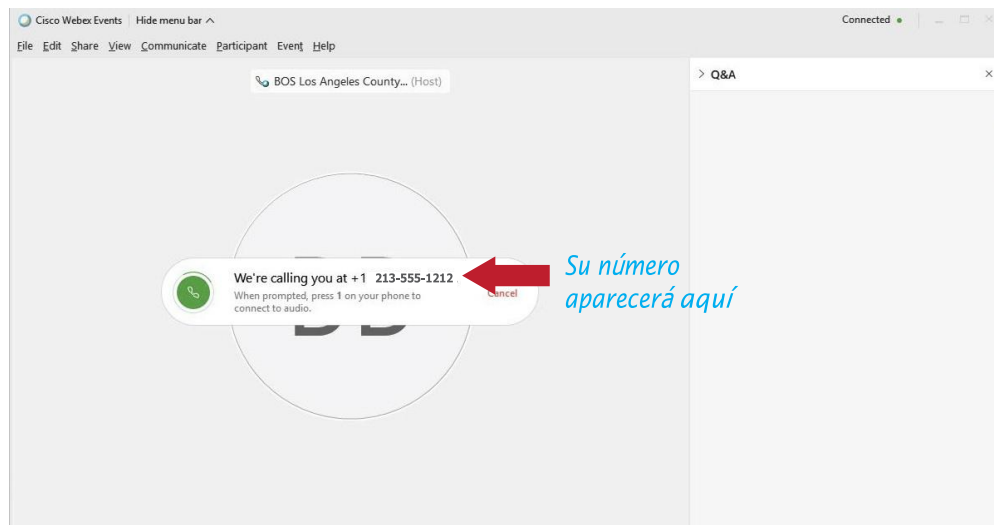 Cisco Webex Events Hide menu bar Connected
File Edit Share View Communicate Participant Event Help
BOS Los Angeles County... (Host)
Q&A
We're calling you at +1 213-555-1212
When prompted, press 1 on your phone to
connect to audio.
Cancel
Su número
aparecerá aquí